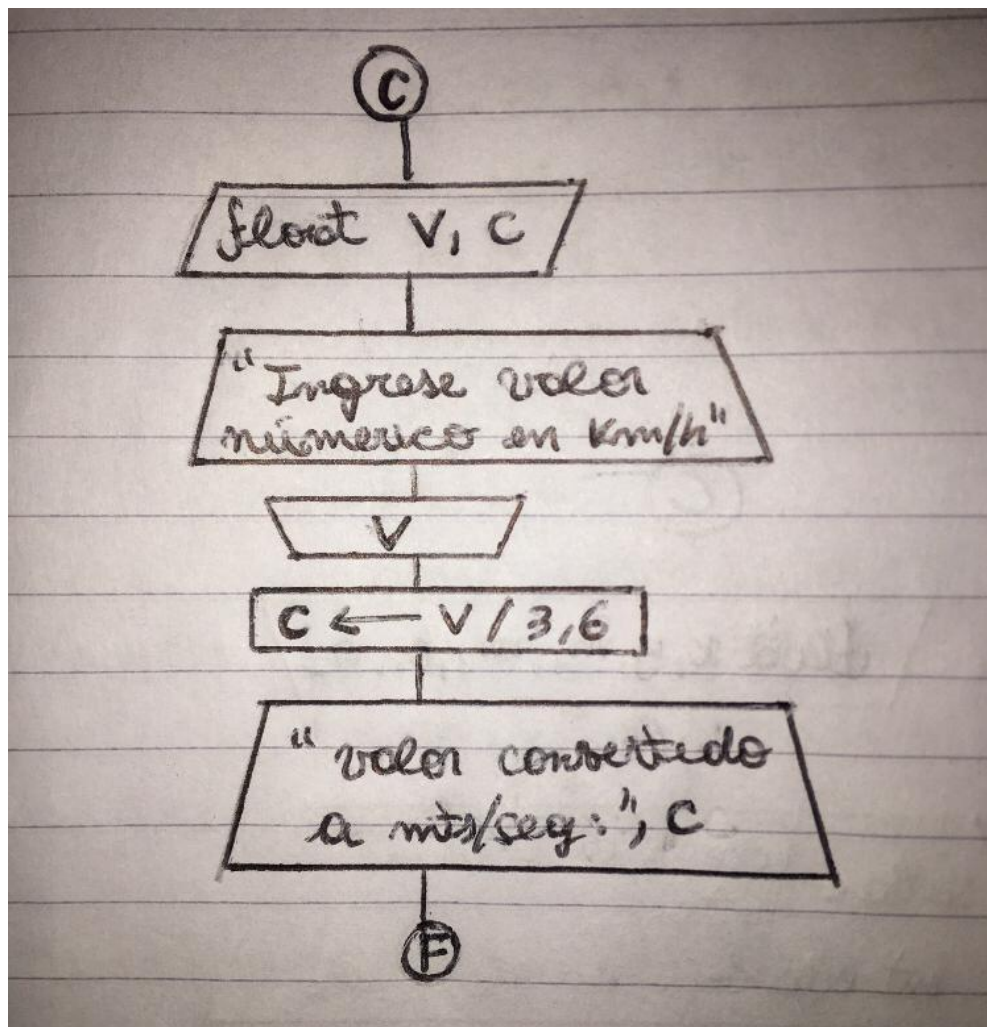 C
float V, C
"Ingrese valor
númerico en Km/h"
V
C ← V / 3,6
"valor convertido
a mts/seg:", C
F